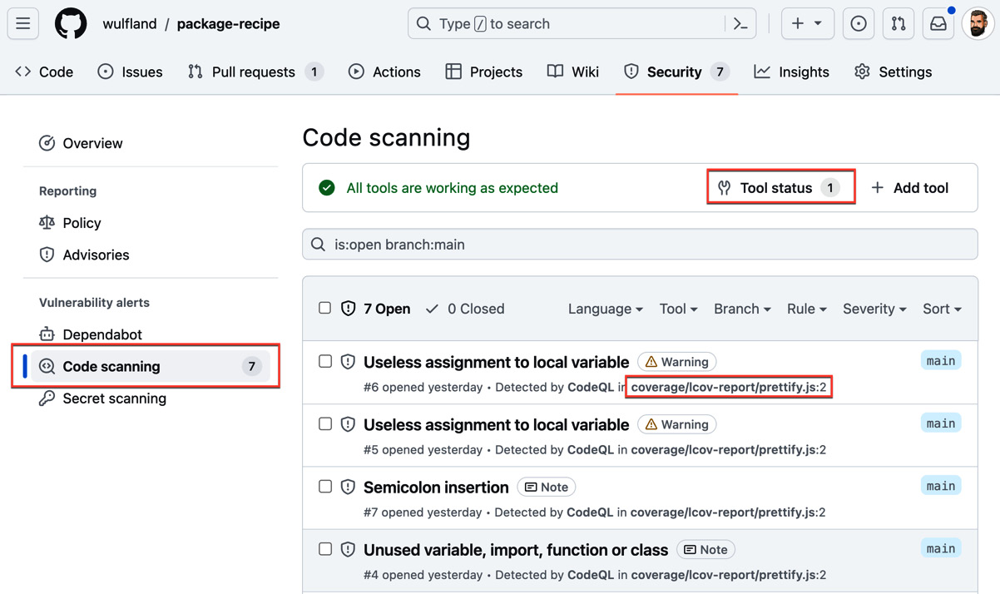 wulfland / package-recipe
Type / to search
Code Issues Pull requests 1 Actions Projects Wiki Security 7 Insights Settings
Overview
Reporting
Policy
Advisories
Vulnerability alerts
Dependabot
Code scanning 7
Secret scanning
Code scanning
All tools are working as expected
Tool status 1
+ Add tool
is:open branch:main
7 Open 0 Closed Language Tool Branch Rule Severity Sort
Useless assignment to local variable Warning main
#6 opened yesterday • Detected by CodeQL in coverage/lcov-report/prettify.js:2
Useless assignment to local variable Warning main
#5 opened yesterday • Detected by CodeQL in coverage/lcov-report/prettify.js:2
Semicolon insertion Note main
#7 opened yesterday • Detected by CodeQL in coverage/lcov-report/prettify.js:2
Unused variable, import, function or class Note main
#4 opened yesterday • Detected by CodeQL in coverage/lcov-report/prettify.js:2